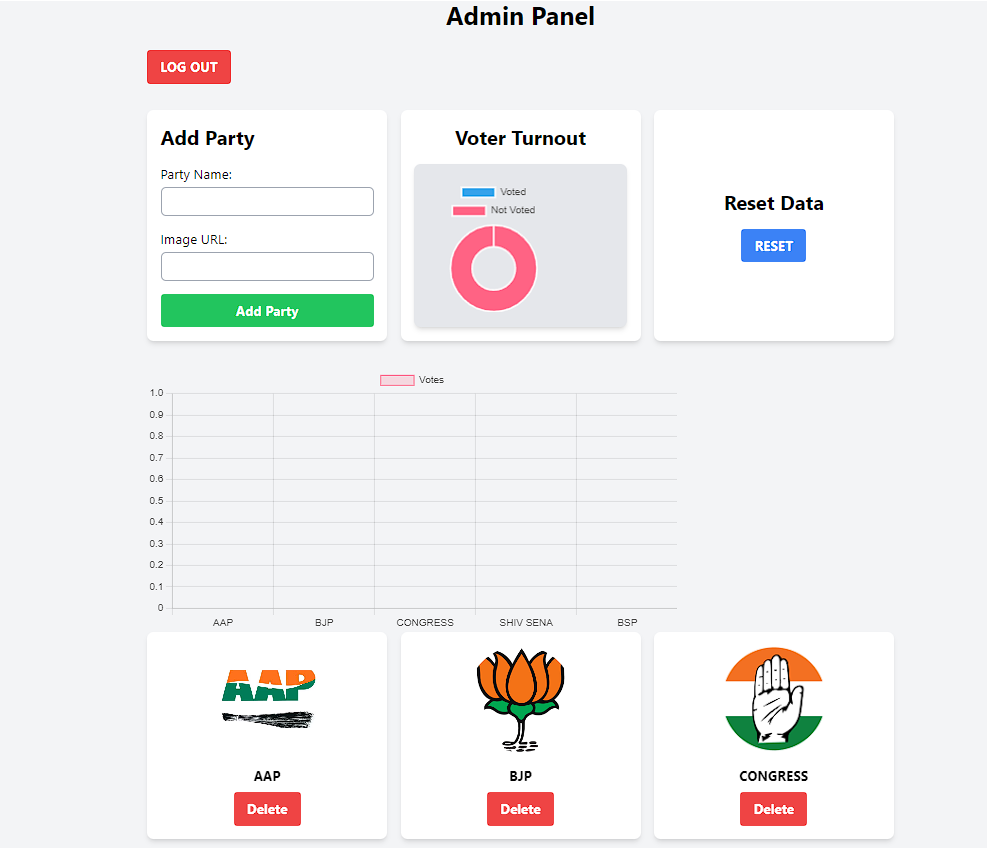 Admin Panel
LOG OUT
Add Party
Party Name:
Image URL:
Add Party
Voter Turnout
Voted
Not Voted
Reset Data
RESET
Votes
1.0
0.9
0.8
0.7
0.6
0.5
0.4
0.3
0.2
0.1
0
AAP BJP CONGRESS SHIV SENA BSP
AAP
AAP
Delete
BJP
Delete
CONGRESS
Delete